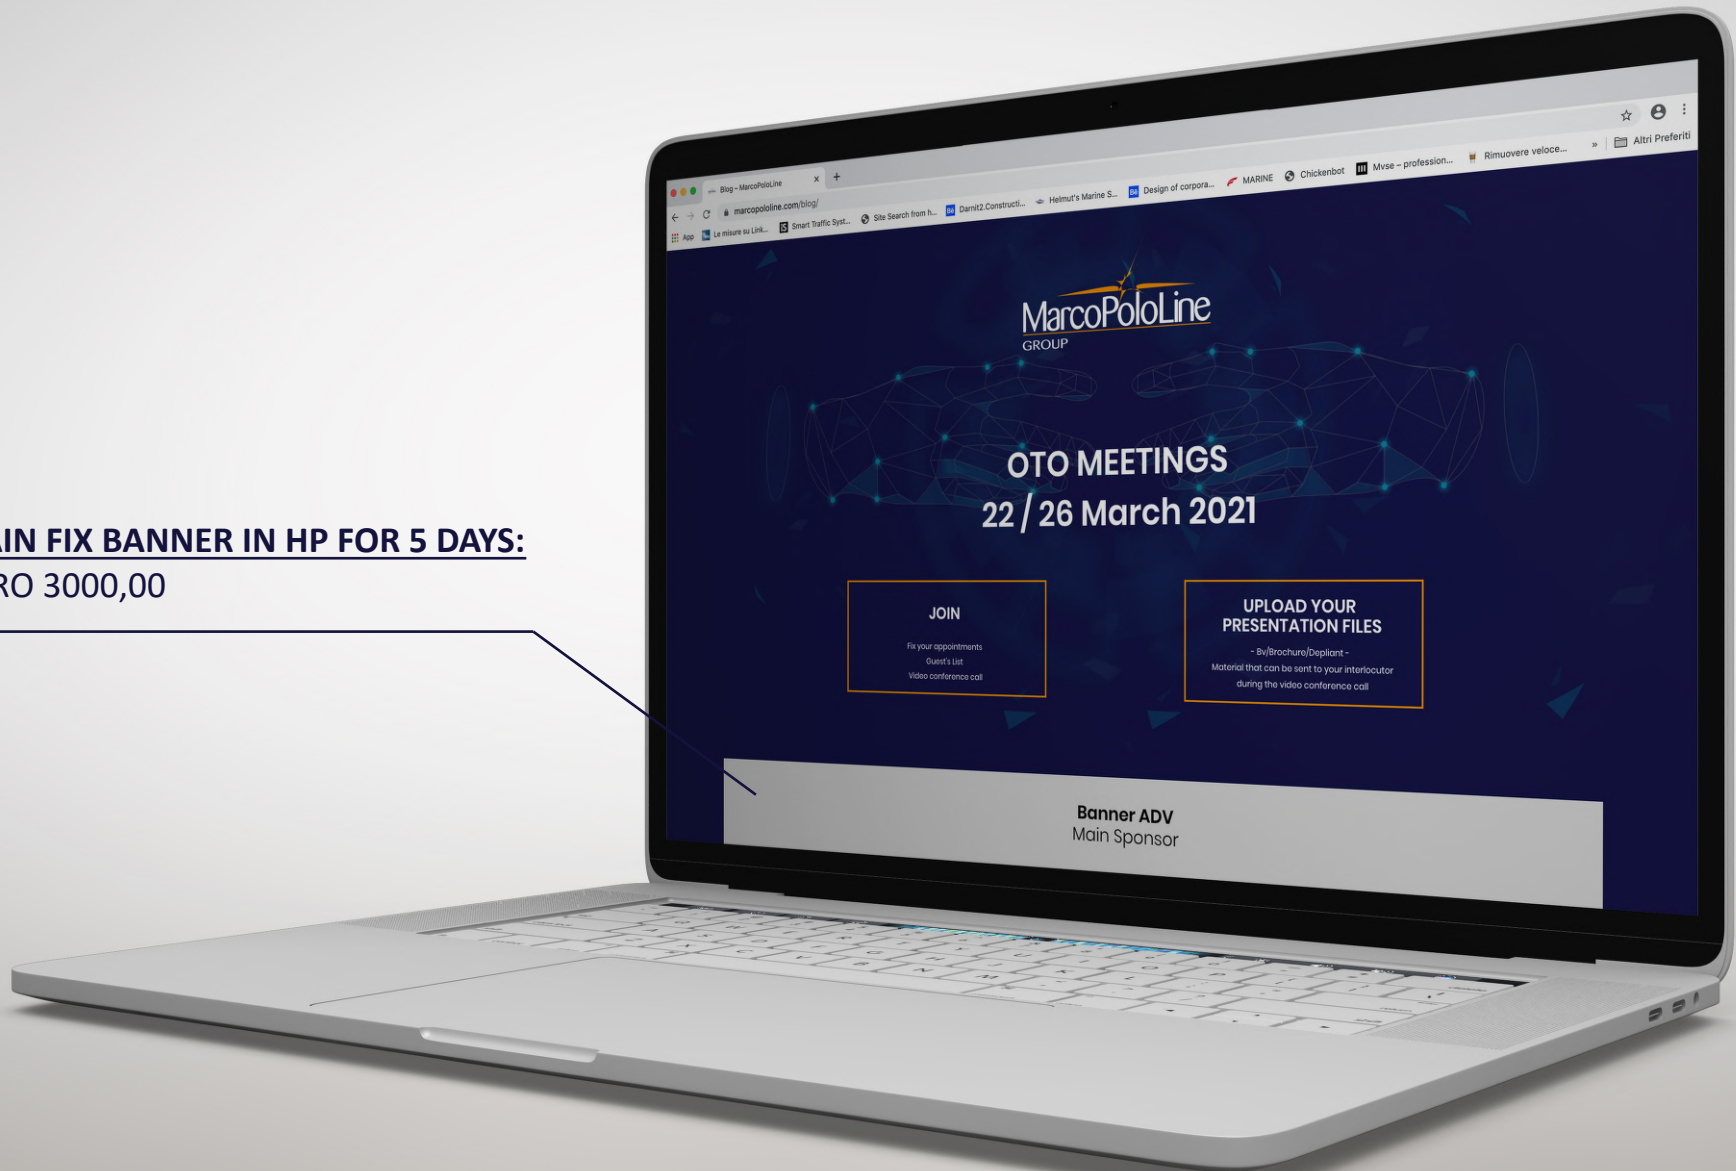 AIN FIX BANNER IN HP FOR 5 DAYS:
RO 3000,00
Blog – MarcoPoloLine
marcopololine.com/blog/
App Le misure su Link... Smart Traffic Syst... Site Search from h... Darnit2.Constructi... Helmut's Marine S... Design of corpora... MARINE Chickenbot Mvse – profession... Rimuovere veloce... » Altri Preferiti
MarcoPoloLine
GROUP
OTO MEETINGS
22 / 26 March 2021
JOIN
Fix your appointments
Guest's List
Video conference call
UPLOAD YOUR
PRESENTATION FILES
- Bv/Brochure/Depliant -
Material that can be sent to your interlocutor
during the video conference call
Banner ADV
Main Sponsor